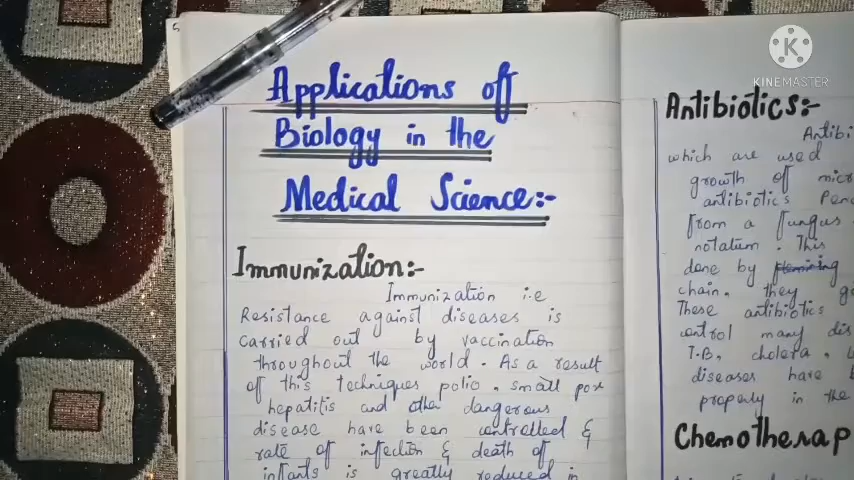 Applications off
Biology in the
Medical Science:-
Immunization:-
Immunization i.e
Resistance against diseases is
carried out by vaccination
throughout the world. As a result
of this techniques polio, small pox
hepatitis and other dangerous
disease have been controlled &
rate of infection & death of
infants is greatly reduced in
Antibiotics:-
Antibi
which are used
growth of micr
antibiotics Pen
from a fungus
notatum. This
done by
chain. they g
These antibiotics
control many dis
T.B, cholera,
diseases have b
properly in the
Chemotherap
K
KINEMASTER